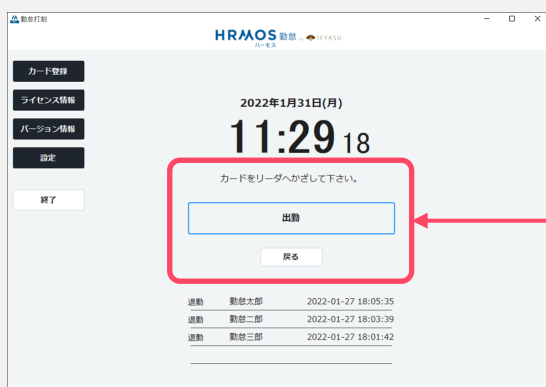 勤怠打刻
HRMOS 勤怠 by IEYASU
ハーモス
カード登録
ライセンス情報
バージョン情報
設定
終了
2022年1月31日(月)
11:29 18
カードをリーダへかざして下さい。
出勤
戻る
退勤 勤怠太郎 2022-01-27 18:05:35
退勤 勤怠二郎 2022-01-27 18:03:39
退勤 勤怠三郎 2022-01-27 18:01:42